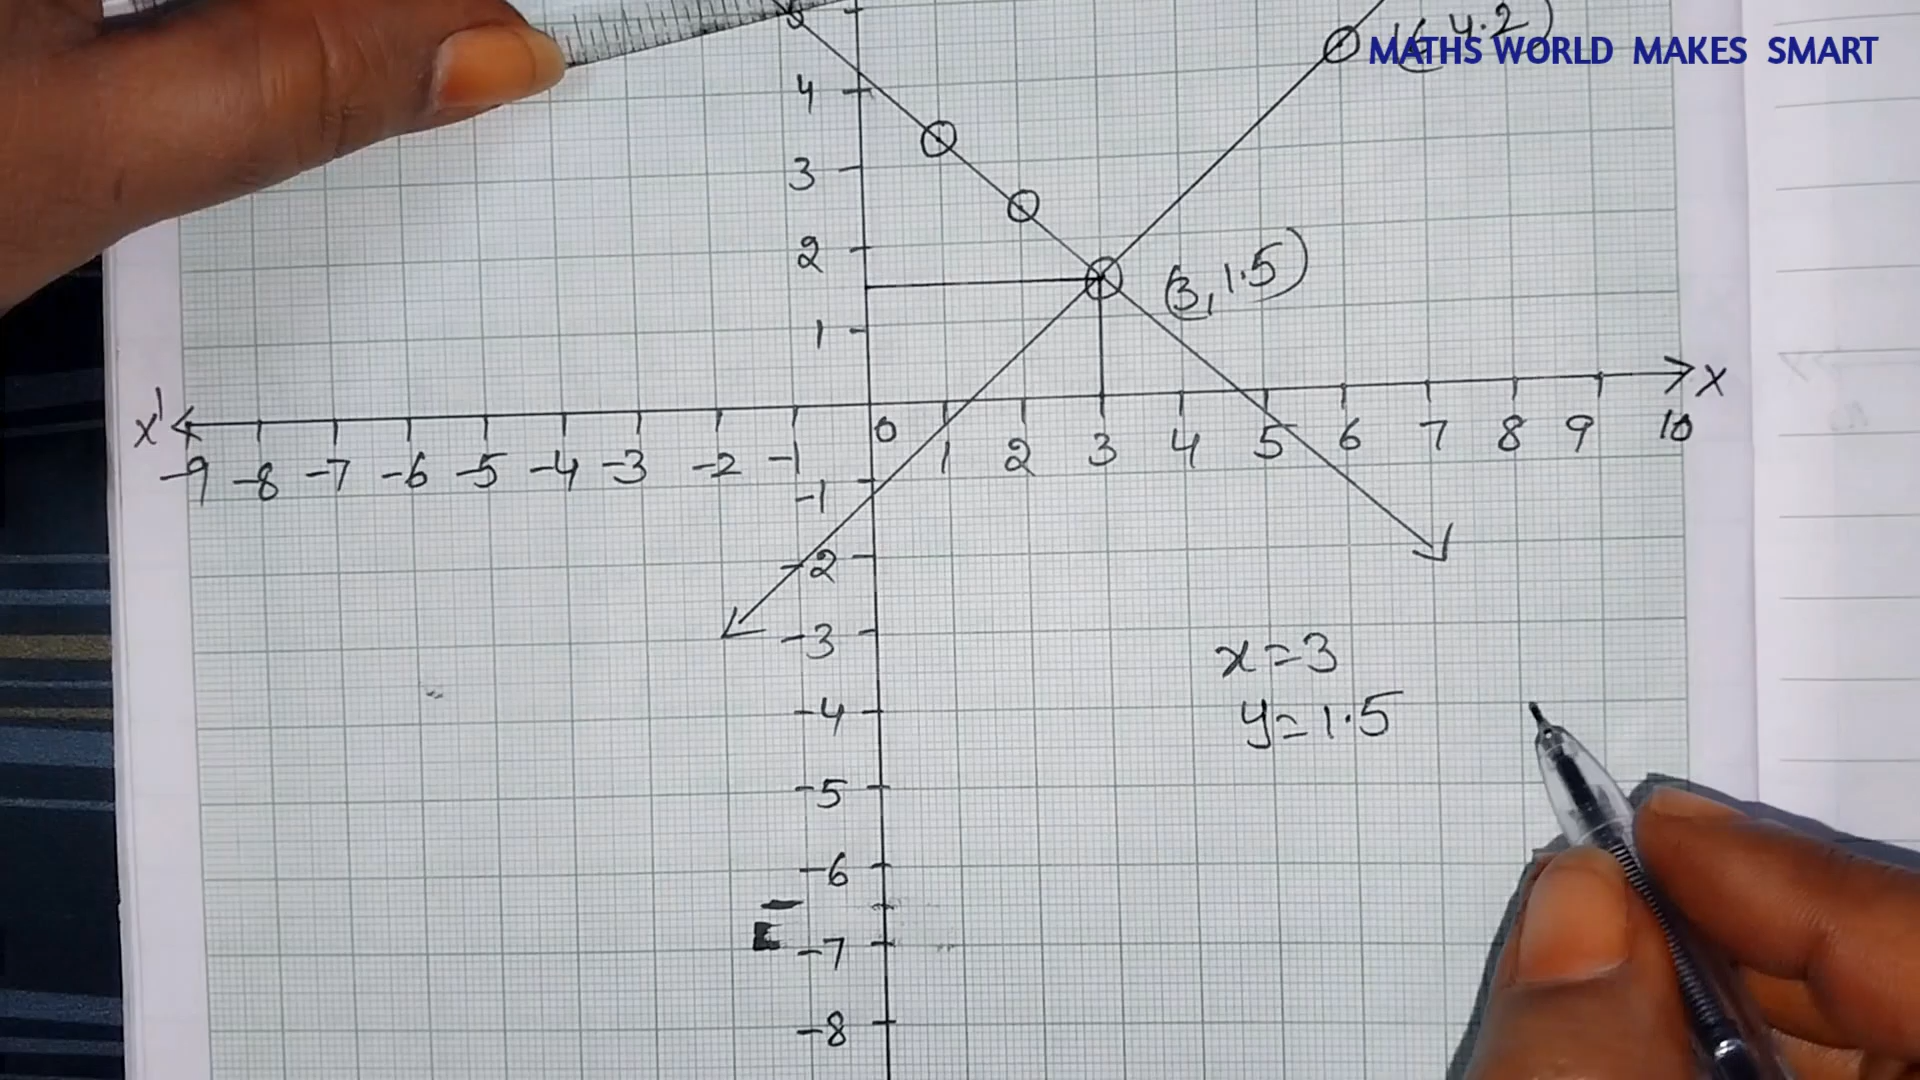 MATHS WORLD MAKES SMART
(6, 4.2)
4
3
2
(3, 1.5)
1
x' x
0 1 2 3 4 5 6 7 8 9 10
-9 -8 -7 -6 -5 -4 -3 -2 -1
-1
-2
-3
x=3
-4
y=1.5
-5
-6
-7
-8